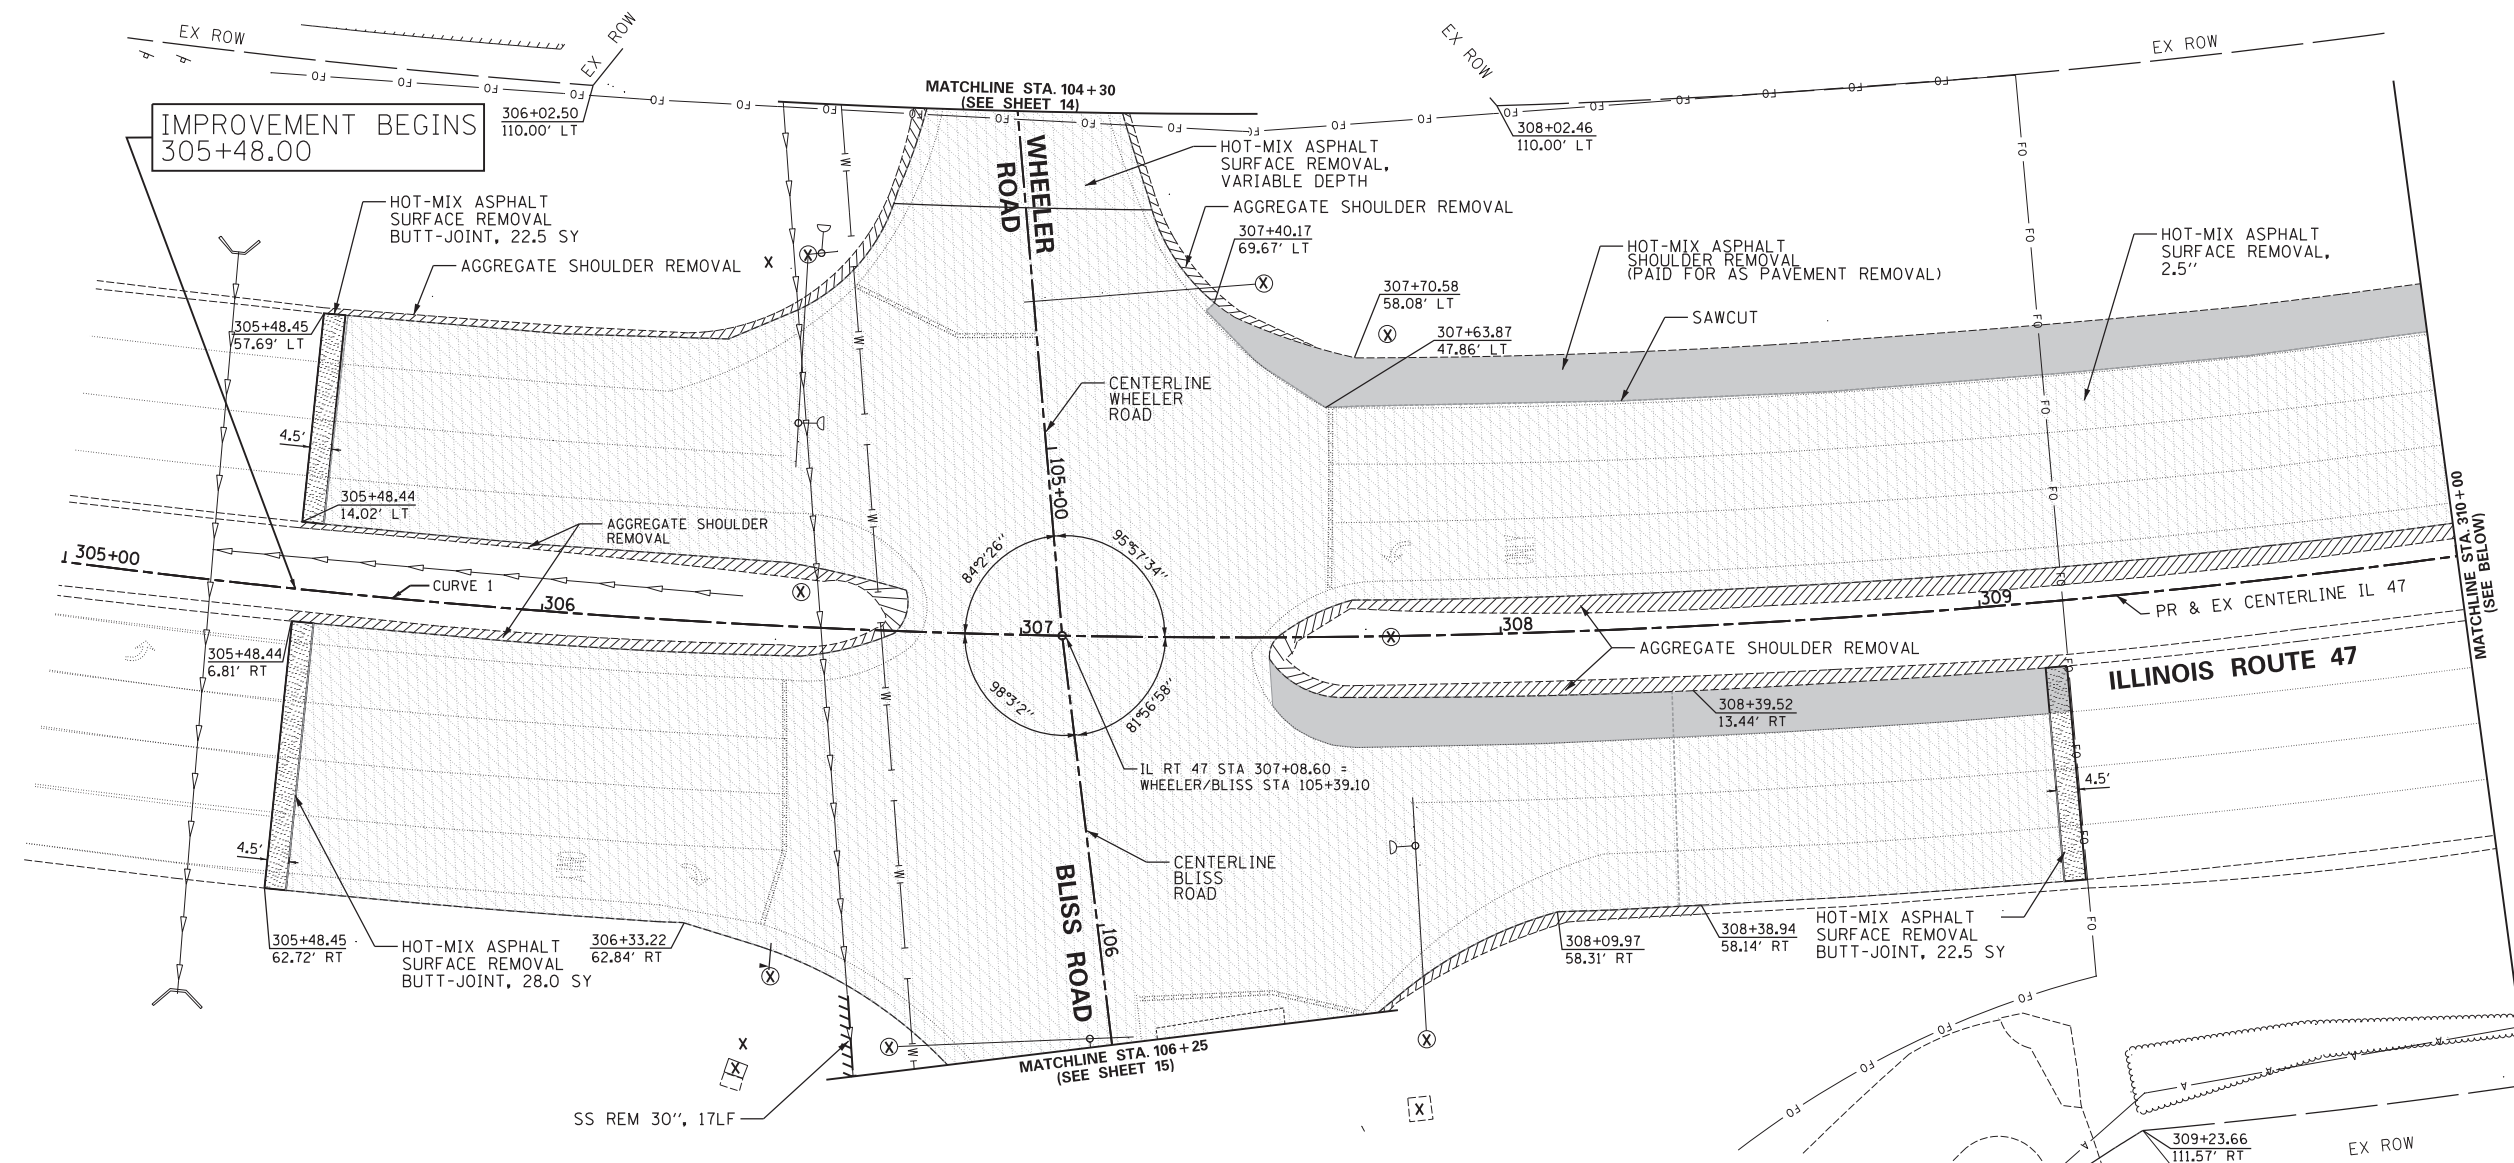 EX ROW
EX ROW
EX ROW
EX ROW
MATCHLINE STA. 104+30
(SEE SHEET 14)
IMPROVEMENT BEGINS
305+48.00
306+02.50
110.00' LT
308+02.46
110.00' LT
WHEELER
ROAD
HOT-MIX ASPHALT
SURFACE REMOVAL,
VARIABLE DEPTH
AGGREGATE SHOULDER REMOVAL
307+40.17
69.67' LT
HOT-MIX ASPHALT
SURFACE REMOVAL
BUTT-JOINT, 22.5 SY
AGGREGATE SHOULDER REMOVAL
HOT-MIX ASPHALT
SHOULDER REMOVAL
(PAID FOR AS PAVEMENT REMOVAL)
HOT-MIX ASPHALT
SURFACE REMOVAL,
2.5''
307+70.58
58.08' LT
307+63.87
47.86' LT
SAWCUT
305+48.45
57.69' LT
CENTERLINE
WHEELER
ROAD
4.5'
305+48.44
14.02' LT
105+00
AGGREGATE SHOULDER
REMOVAL
305+00
CURVE 1
306
307
308
309
84°2'26''
95°57'34''
98°3'2''
81°56'58''
PR & EX CENTERLINE IL 47
MATCHLINE STA. 310+00
(SEE BELOW)
305+48.44
6.81' RT
AGGREGATE SHOULDER REMOVAL
ILLINOIS ROUTE 47
308+39.52
13.44' RT
IL RT 47 STA 307+08.60 =
WHEELER/BLISS STA 105+39.10
4.5'
4.5'
CENTERLINE
BLISS
ROAD
BLISS ROAD
106
305+48.45
62.72' RT
HOT-MIX ASPHALT
SURFACE REMOVAL
BUTT-JOINT, 28.0 SY
306+33.22
62.84' RT
308+09.97
58.31' RT
308+38.94
58.14' RT
HOT-MIX ASPHALT
SURFACE REMOVAL
BUTT-JOINT, 22.5 SY
MATCHLINE STA. 106+25
(SEE SHEET 15)
SS REM 30'', 17LF
309+23.66
111.57' RT
EX ROW